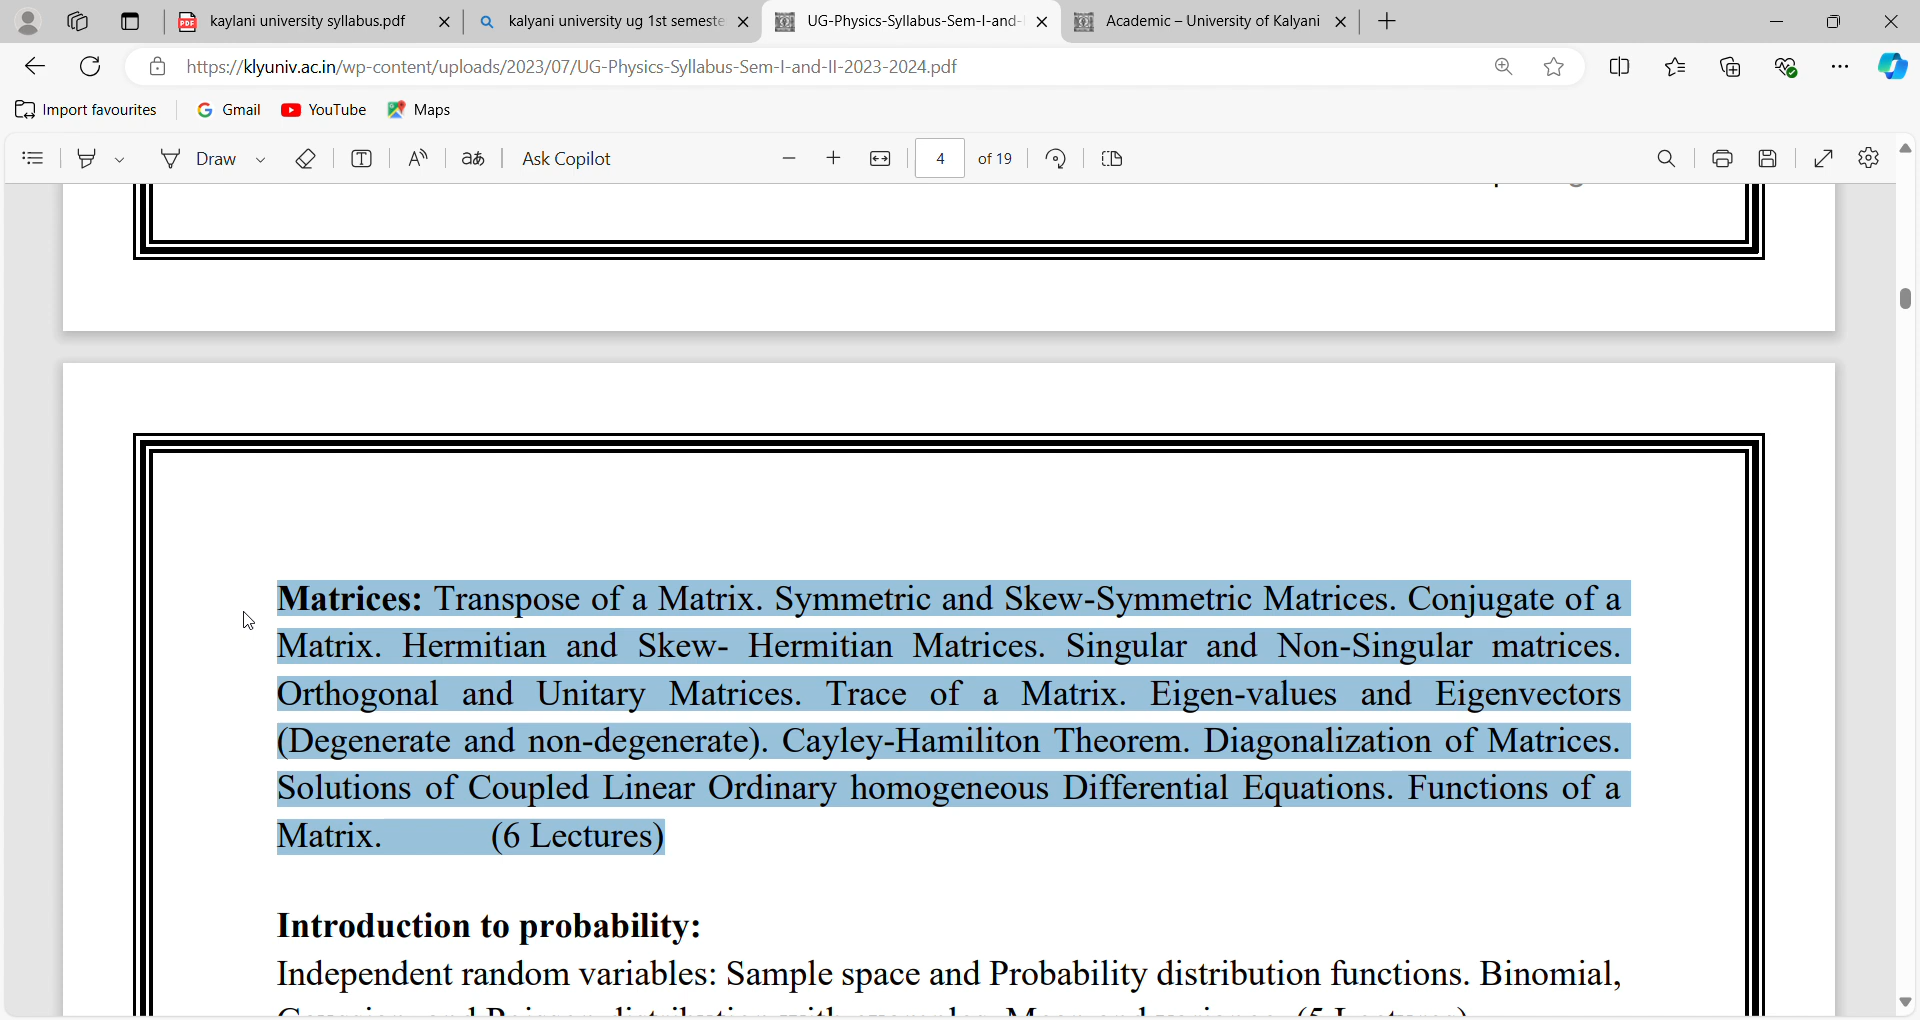 kaylani university syllabus.pdf
kalyani university ug 1st semeste
UG-Physics-Syllabus-Sem-I-and-
Academic – University of Kalyani
https://klyuniv.ac.in/wp-content/uploads/2023/07/UG-Physics-Syllabus-Sem-I-and-II-2023-2024.pdf
Import favourites
Gmail
YouTube
Maps
Draw
aあ
Ask Copilot
4 of 19
Matrices: Transpose of a Matrix. Symmetric and Skew-Symmetric Matrices. Conjugate of a
Matrix. Hermitian and Skew- Hermitian Matrices. Singular and Non-Singular matrices.
Orthogonal and Unitary Matrices. Trace of a Matrix. Eigen-values and Eigenvectors
(Degenerate and non-degenerate). Cayley-Hamiliton Theorem. Diagonalization of Matrices.
Solutions of Coupled Linear Ordinary homogeneous Differential Equations. Functions of a
Matrix. (6 Lectures)
Introduction to probability:
Independent random variables: Sample space and Probability distribution functions. Binomial,